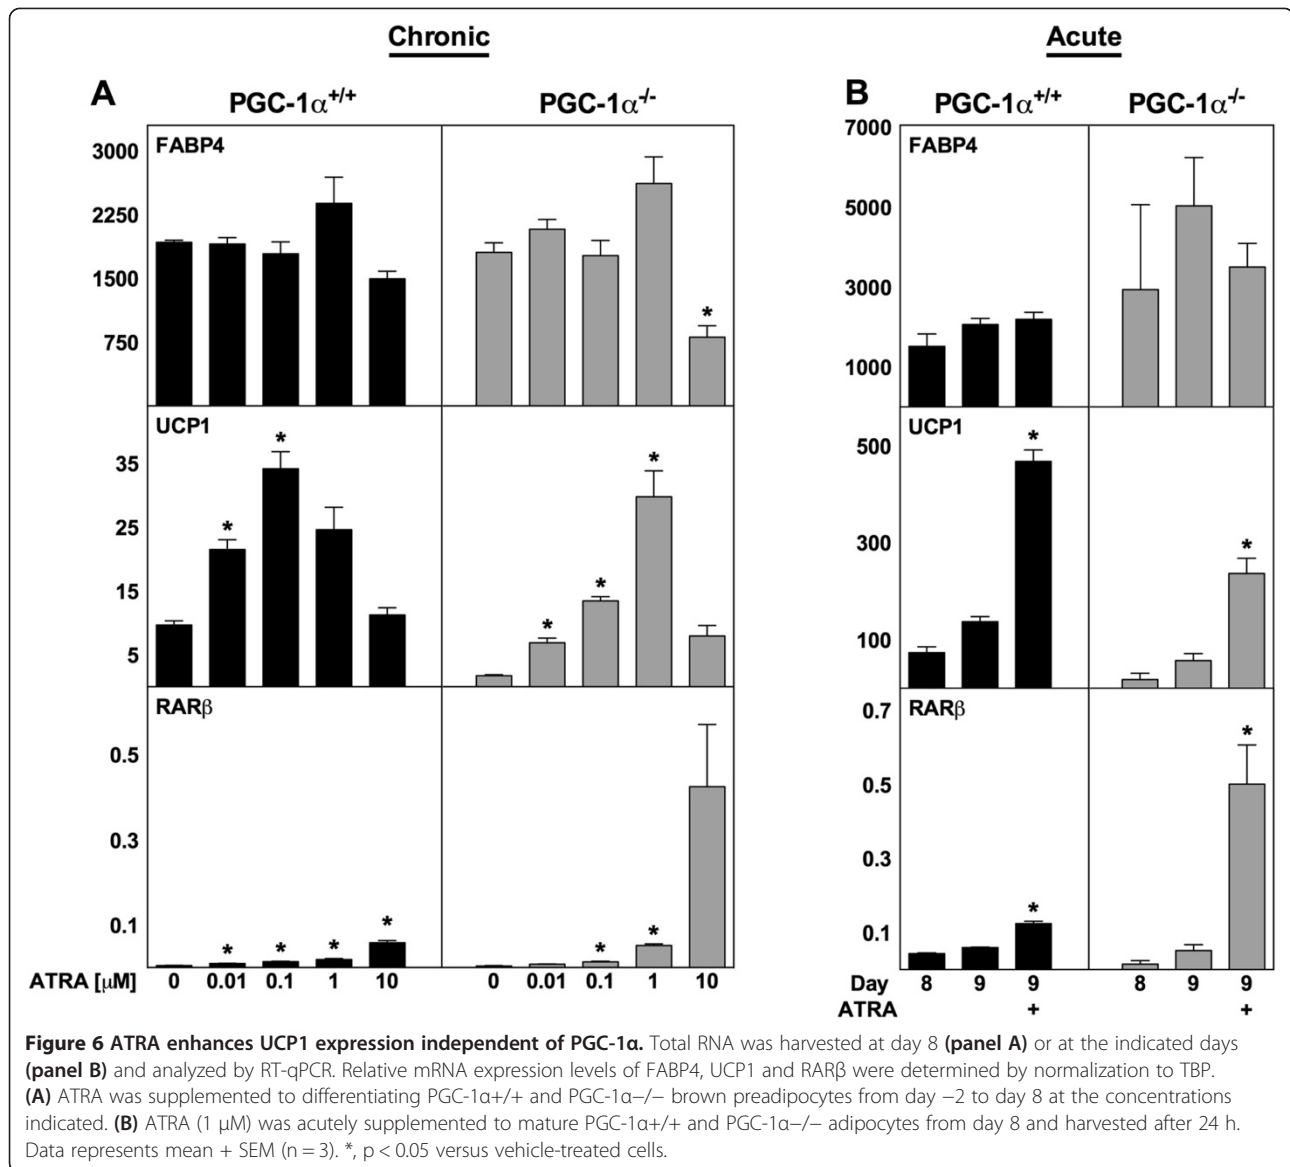 Chronic
Acute
A
PGC-1α+/+
PGC-1α-/-
B
PGC-1α+/+
PGC-1α-/-
FABP4
3000
2250
1500
750
*
FABP4
7000
5000
3000
1000
UCP1
35
25
15
5
* * * * *
UCP1
500
300
100
* *
RARβ
0.5
0.3
0.1
* * * * * *
RARβ
0.7
0.5
0.3
0.1
* *
ATRA [µM] 0 0.01 0.1 1 10 0 0.01 0.1 1 10
Day 8 9 9 8 9 9
ATRA + +
Figure 6 ATRA enhances UCP1 expression independent of PGC-1α. Total RNA was harvested at day 8 (panel A) or at the indicated days
(panel B) and analyzed by RT-qPCR. Relative mRNA expression levels of FABP4, UCP1 and RARβ were determined by normalization to TBP.
(A) ATRA was supplemented to differentiating PGC-1α+/+ and PGC-1α−/− brown preadipocytes from day −2 to day 8 at the concentrations
indicated. (B) ATRA (1 μM) was acutely supplemented to mature PGC-1α+/+ and PGC-1α−/− adipocytes from day 8 and harvested after 24 h.
Data represents mean + SEM (n = 3). *, p < 0.05 versus vehicle-treated cells.